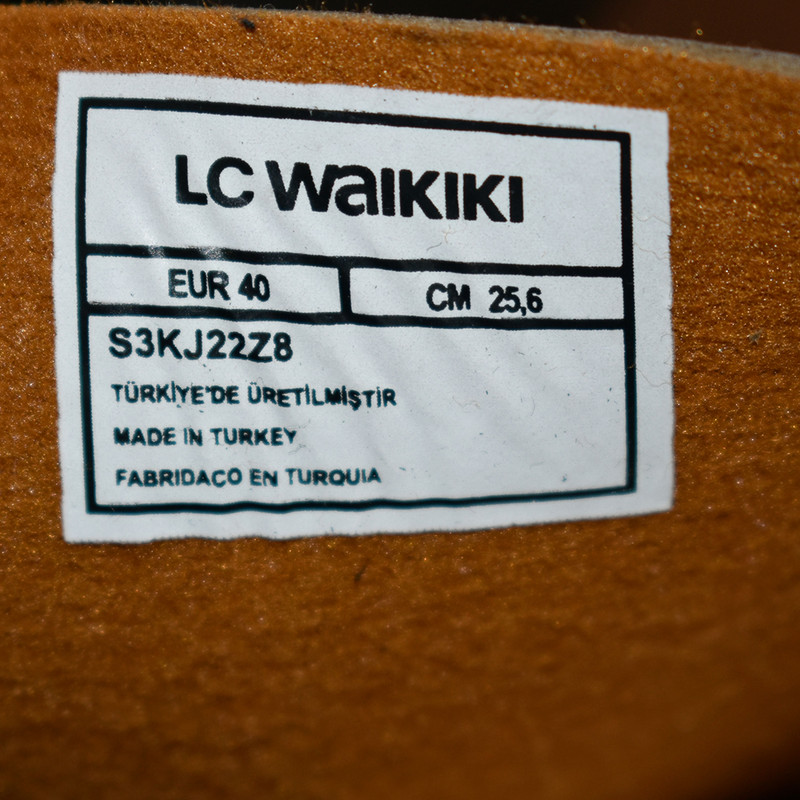 LC WAIKIKI
EUR 40
CM 25,6
S3KJ22Z8
TÜRKİYE'DE ÜRETİLMİŞTİR
MADE IN TURKEY
FABRIDACO EN TURQUIA